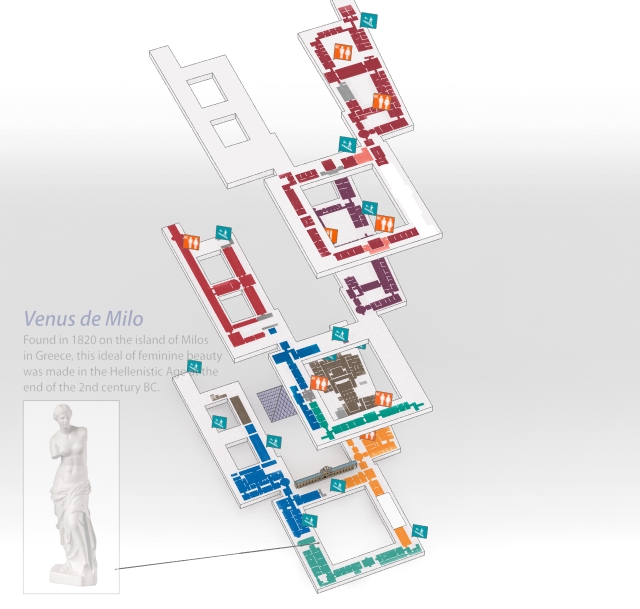 Venus de Milo
Found in 1820 on the island of Milos
in Greece, this ideal of feminine beauty
was made in the Hellenistic Age at the
end of the 2nd century BC.